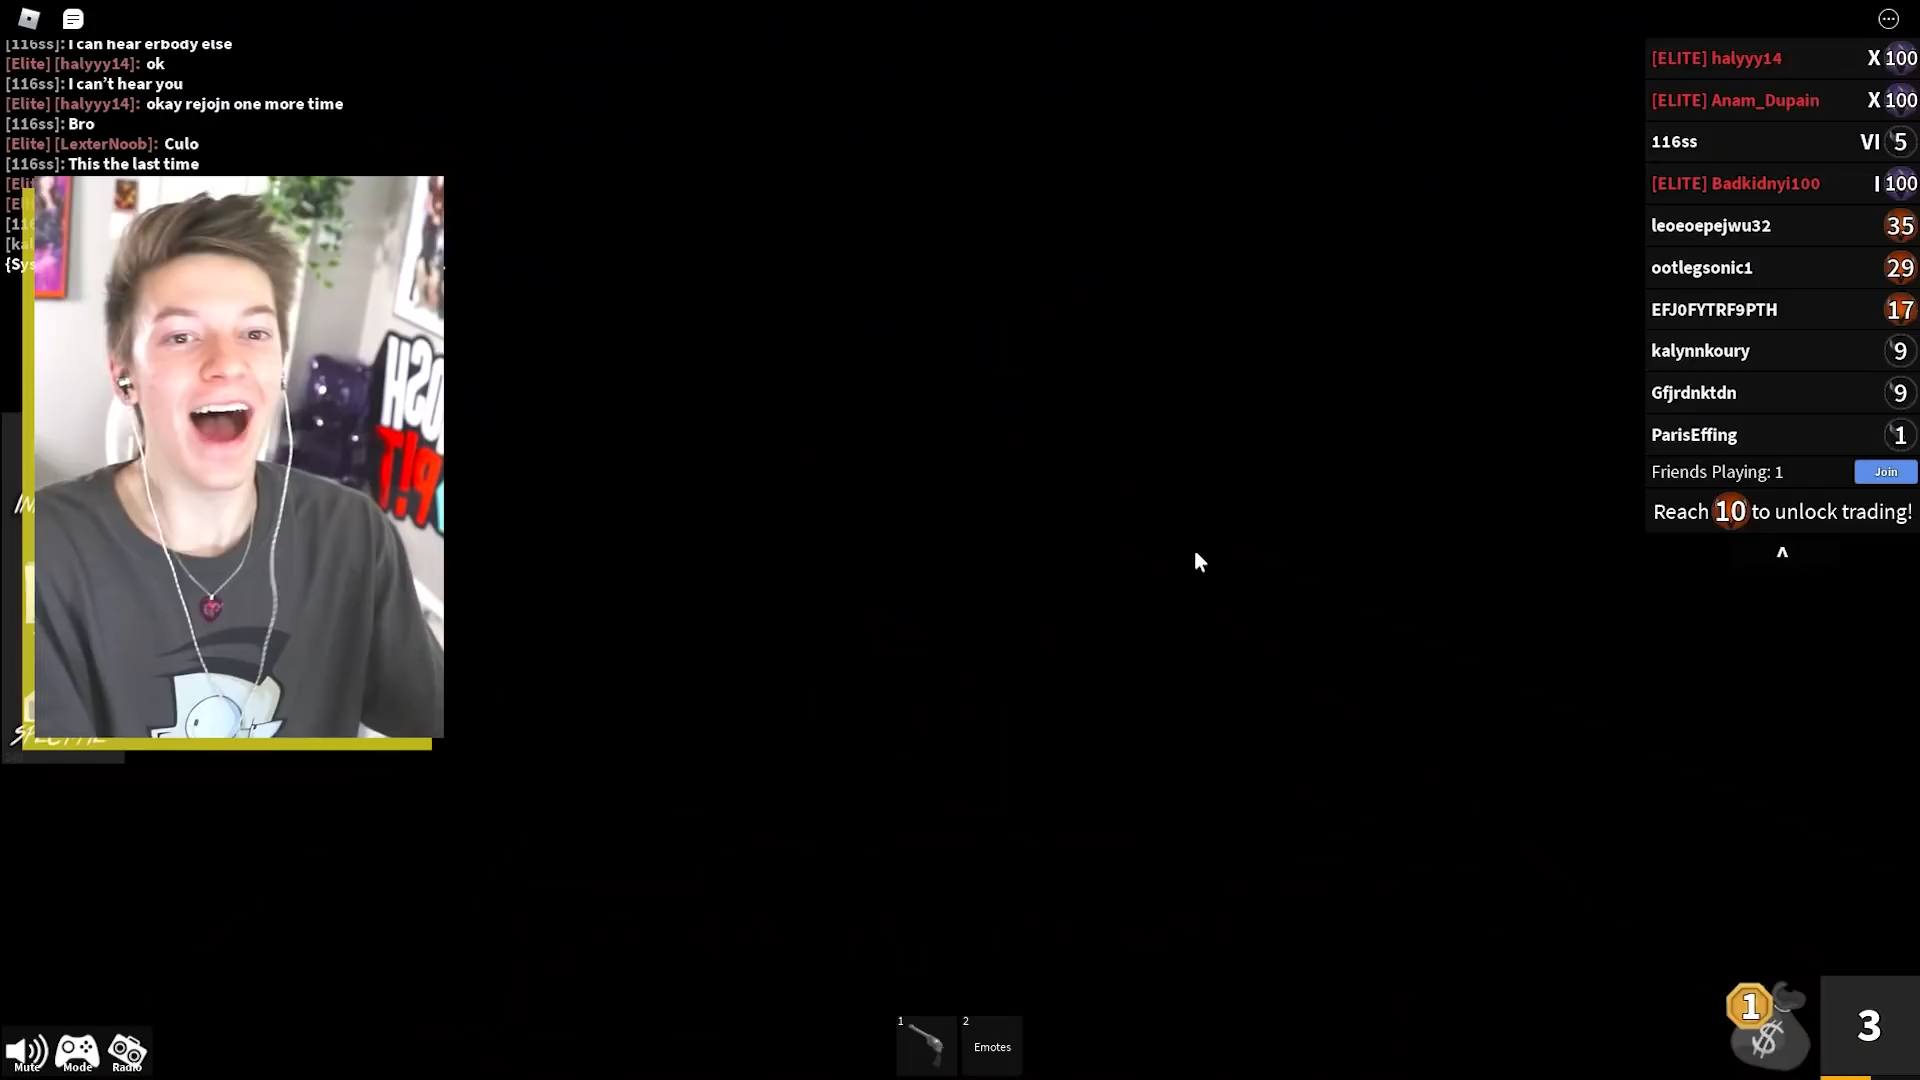 [116ss]: I can hear erbody else
[Elite] [halyyy14]: ok
[116ss]: I can't hear you
[Elite] [halyyy14]: okay rejojn one more time
[116ss]: Bro
[Elite] [LexterNoob]: Culo
[116ss]: This the last time
{Sys
[ELITE] halyyy14 X 100
[ELITE] Anam_Dupain X 100
116ss VI 5
[ELITE] Badkidnyi100 I 100
leoeoepejwu32 35
ootlegsonic1 29
EFJ0FYTRF9PTH 17
kalynnkoury 9
Gfjrdnktdn 9
ParisEffing 1
Friends Playing: 1 Join
Reach 10 to unlock trading!
1
3
1
2
Emotes
Mute
Mode
Radio